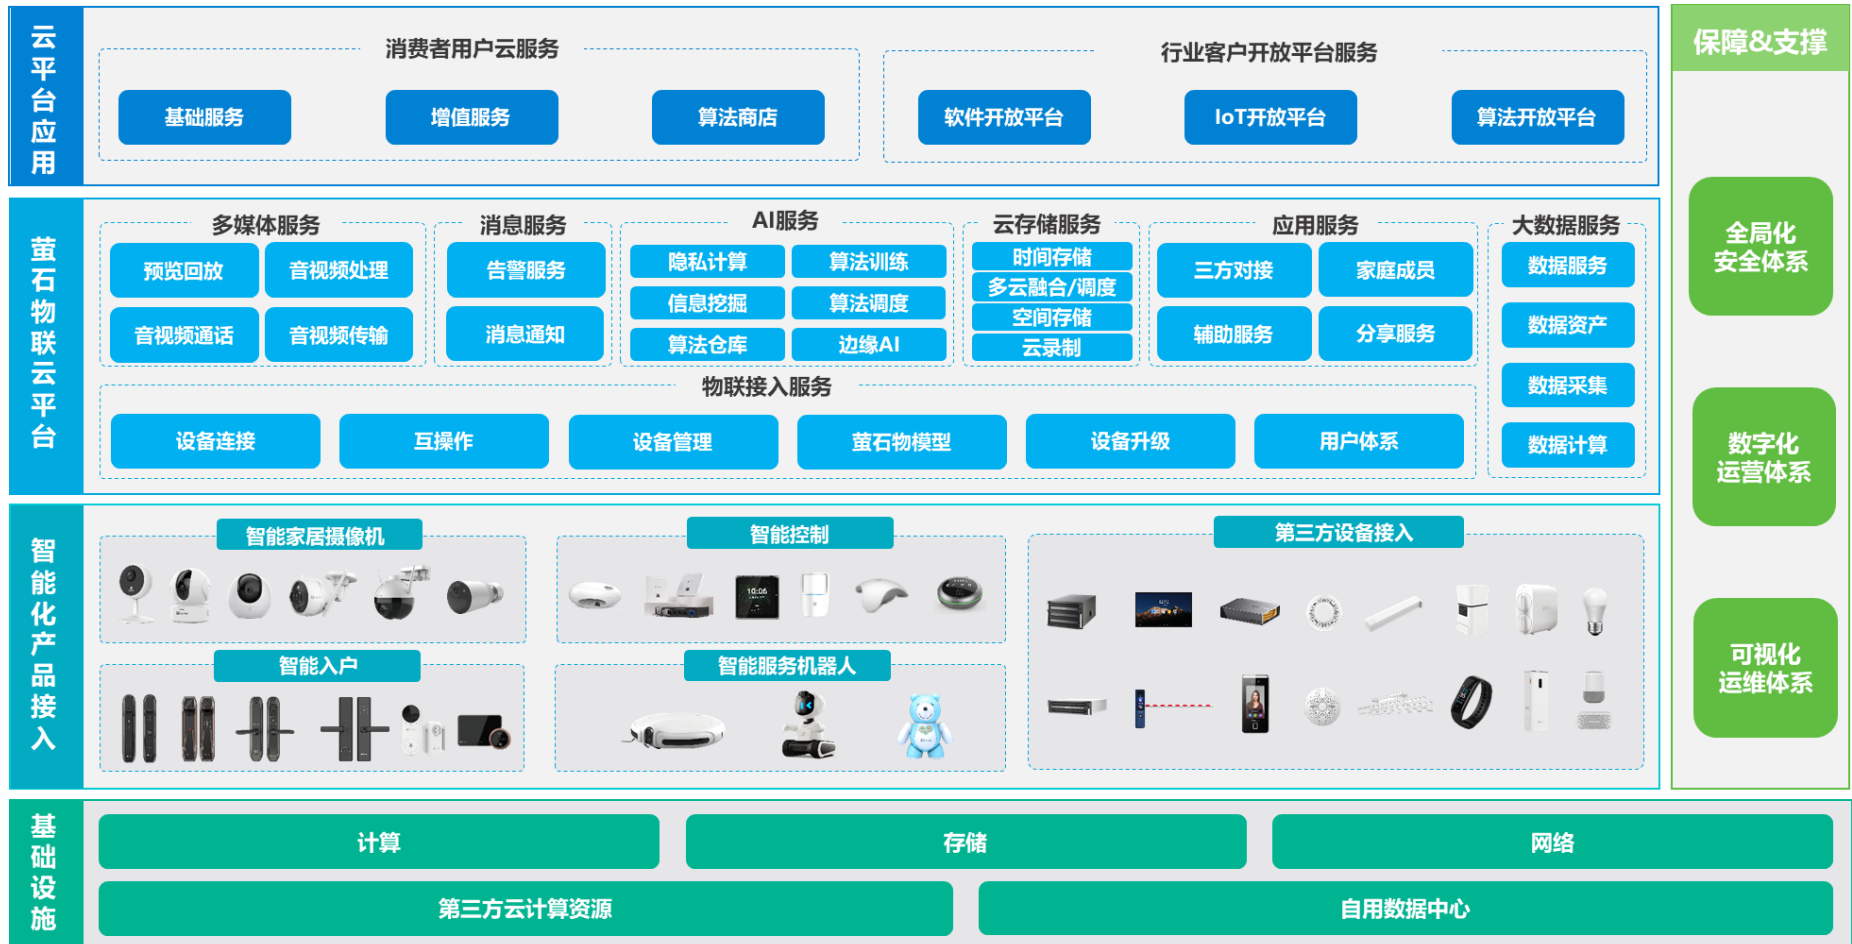 云平台应用
消费者用户云服务
基础服务
增值服务
算法商店
行业客户开放平台服务
软件开放平台
IoT开放平台
算法开放平台
萤石物联云平台
多媒体服务
预览回放
音视频处理
音视频通话
音视频传输
消息服务
告警服务
消息通知
AI服务
隐私计算
算法训练
信息挖掘
算法调度
算法仓库
边缘AI
云存储服务
时间存储
多云融合/调度
空间存储
云录制
应用服务
三方对接
家庭成员
辅助服务
分享服务
大数据服务
数据服务
数据资产
数据采集
数据计算
物联接入服务
设备连接
互操作
设备管理
萤石物模型
设备升级
用户体系
智能化产品接入
智能家居摄像机
智能控制
10:06
第三方设备接入
智能入户
智能服务机器人
基础设施
计算
存储
网络
第三方云计算资源
自用数据中心
保障&支撑
全局化
安全体系
数字化
运营体系
可视化
运维体系